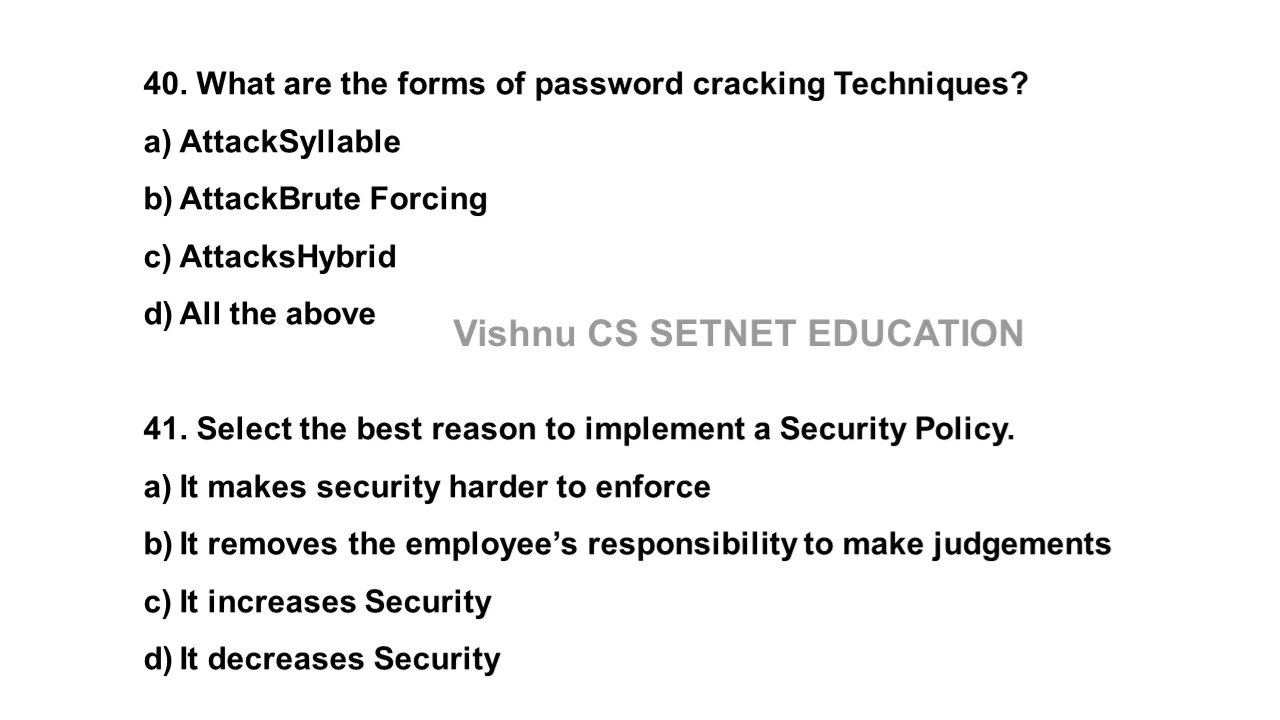 40. What are the forms of password cracking Techniques?
a) AttackSyllable
b) AttackBrute Forcing
c) AttacksHybrid
d) All the above
Vishnu CS SETNET EDUCATION
41. Select the best reason to implement a Security Policy.
a) It makes security harder to enforce
b) It removes the employee’s responsibility to make judgements
c) It increases Security
d) It decreases Security